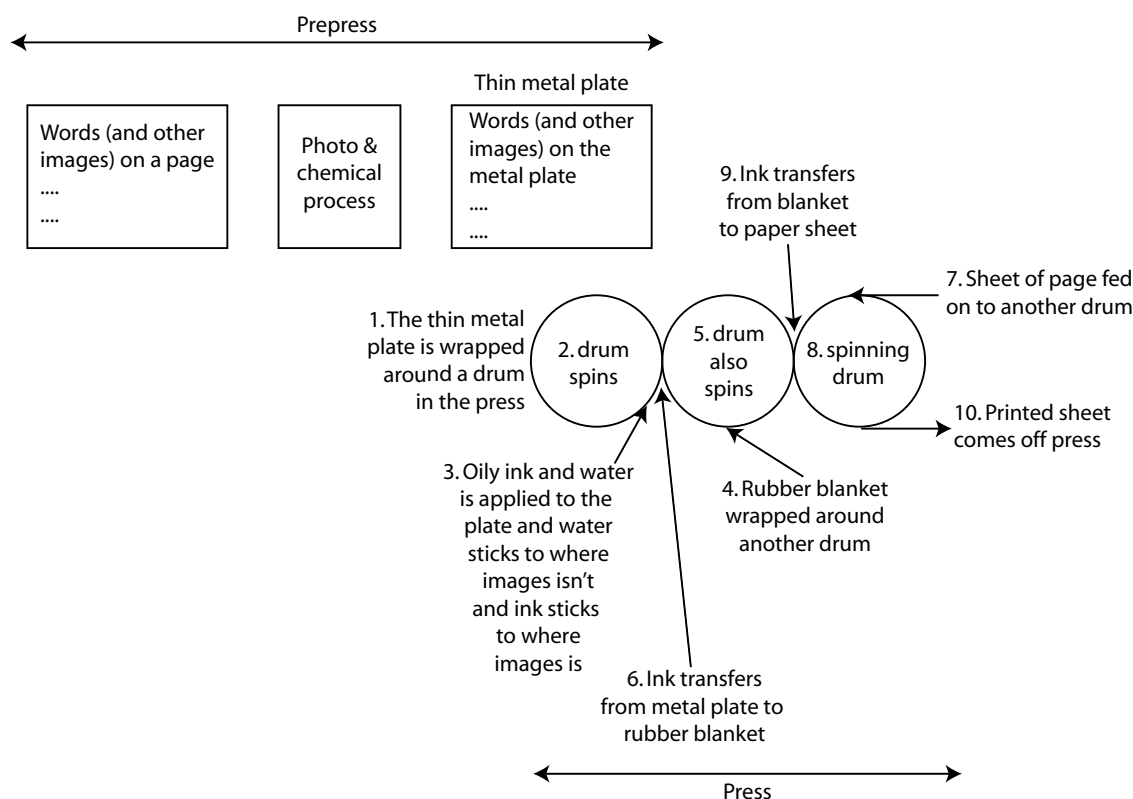 Prepress
Words (and other
images) on a page
....
....
Photo &
chemical
process
Thin metal plate
Words (and other
images) on the
metal plate
....
....
9. Ink transfers
from blanket
to paper sheet
7. Sheet of page fed
on to another drum
1. The thin metal
plate is wrapped
around a drum
in the press
2. drum
spins
5. drum
also
spins
8. spinning
drum
10. Printed sheet
comes off press
3. Oily ink and water
is applied to the
plate and water
sticks to where
images isn't
and ink sticks
to where
images is
4. Rubber blanket
wrapped around
another drum
6. Ink transfers
from metal plate to
rubber blanket
Press